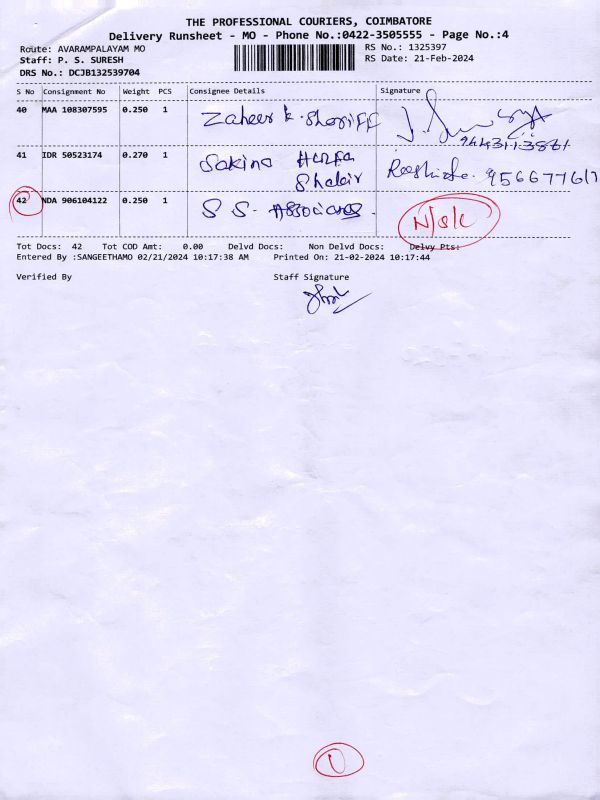 THE PROFESSIONAL COURIERS, COIMBATORE
Delivery Runsheet - MO - Phone No.:0422-3505555 - Page No.:4
Route: AVARAMPALAYAM MO RS No.: 1325397
Staff: P. S. SURESH RS Date: 21-Feb-2024
DRS No.: DCJB132539704
S No Consignment No Weight PCS Consignee Details Signature
40 MAA 108307595 0.250 1 Zaheer k. Sheriff
9443113861
41 IDR 50523174 0.270 1 Sakina
956677617
42 NDA 906104122 0.250 1 S S. Associates.
Tot Docs: 42 Tot COD Amt: 0.00 Delvd Docs: Non Delvd Docs: Delvy Pts:
Entered By :SANGEETHAMO 02/21/2024 10:17:38 AM Printed On: 21-02-2024 10:17:44
Verified By Staff Signature